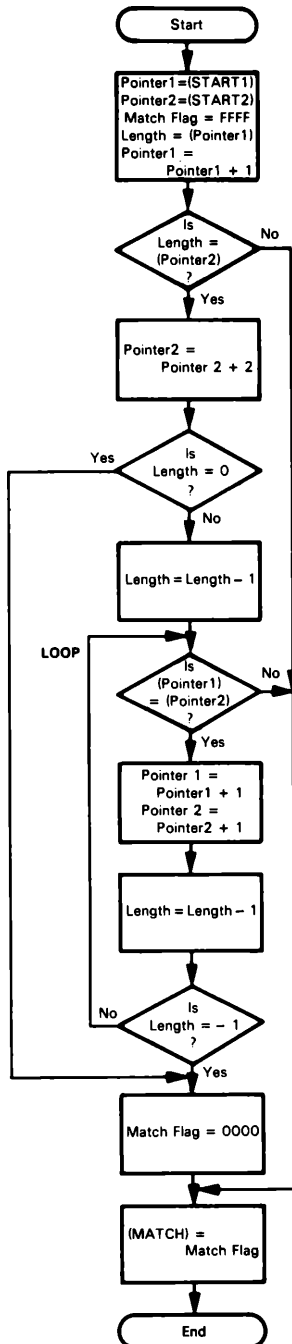 Start
Pointer1=(START1)
Pointer2=(START2)
Match Flag = FFFF
Length = (Pointer1)
Pointer1 =
Pointer1 + 1
Is
Length =
(Pointer2)
?
No
Yes
Pointer2 =
Pointer 2 + 2
Is
Length = 0
?
Yes
No
Length = Length - 1
LOOP
Is
(Pointer1)
= (Pointer2)
?
No
Yes
Pointer 1 =
Pointer1 + 1
Pointer 2 =
Pointer2 + 1
Length = Length - 1
Is
Length = - 1
?
No
Yes
Match Flag = 0000
(MATCH) =
Match Flag
End